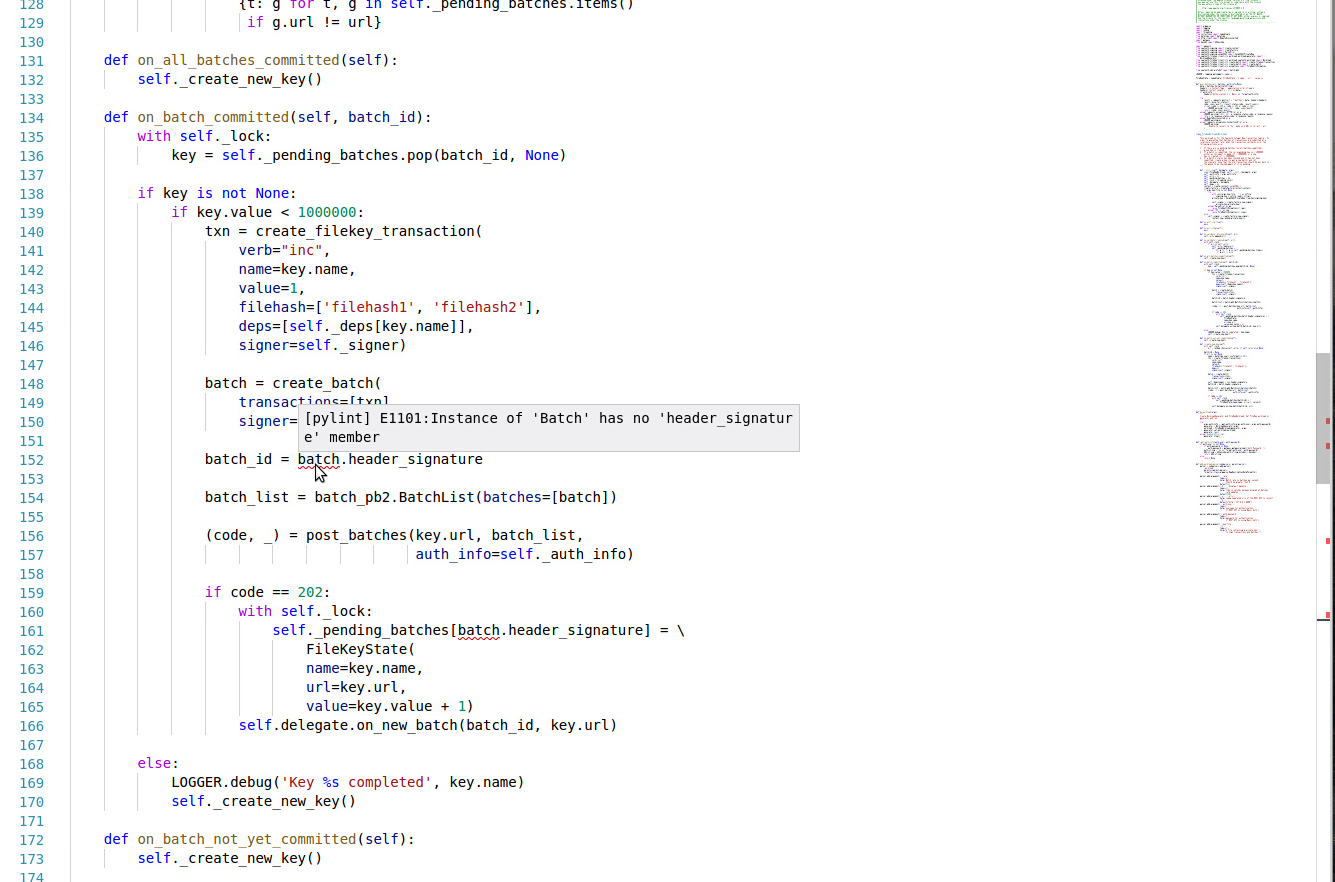 128 {t: g for t, g in self._pending_batches.items()
129 if g.url != url}
130
131 def on_all_batches_committed(self):
132 self._create_new_key()
133
134 def on_batch_committed(self, batch_id):
135 with self._lock:
136 key = self._pending_batches.pop(batch_id, None)
137
138 if key is not None:
139 if key.value < 1000000:
140 txn = create_filekey_transaction(
141 verb="inc",
142 name=key.name,
143 value=1,
144 filehash=['filehash1', 'filehash2'],
145 deps=[self._deps[key.name]],
146 signer=self._signer)
147
148 batch = create_batch(
149 transactions=[txn]
150 signer=
[pylint] E1101:Instance of 'Batch' has no 'header_signatur
e' member
151
152 batch_id = batch.header_signature
153
154 batch_list = batch_pb2.BatchList(batches=[batch])
155
156 (code, _) = post_batches(key.url, batch_list,
157 auth_info=self._auth_info)
158
159 if code == 202:
160 with self._lock:
161 self._pending_batches[batch.header_signature] = \
162 FileKeyState(
163 name=key.name,
164 url=key.url,
165 value=key.value + 1)
166 self.delegate.on_new_batch(batch_id, key.url)
167
168 else:
169 LOGGER.debug('Key %s completed', key.name)
170 self._create_new_key()
171
172 def on_batch_not_yet_committed(self):
173 self._create_new_key()
174